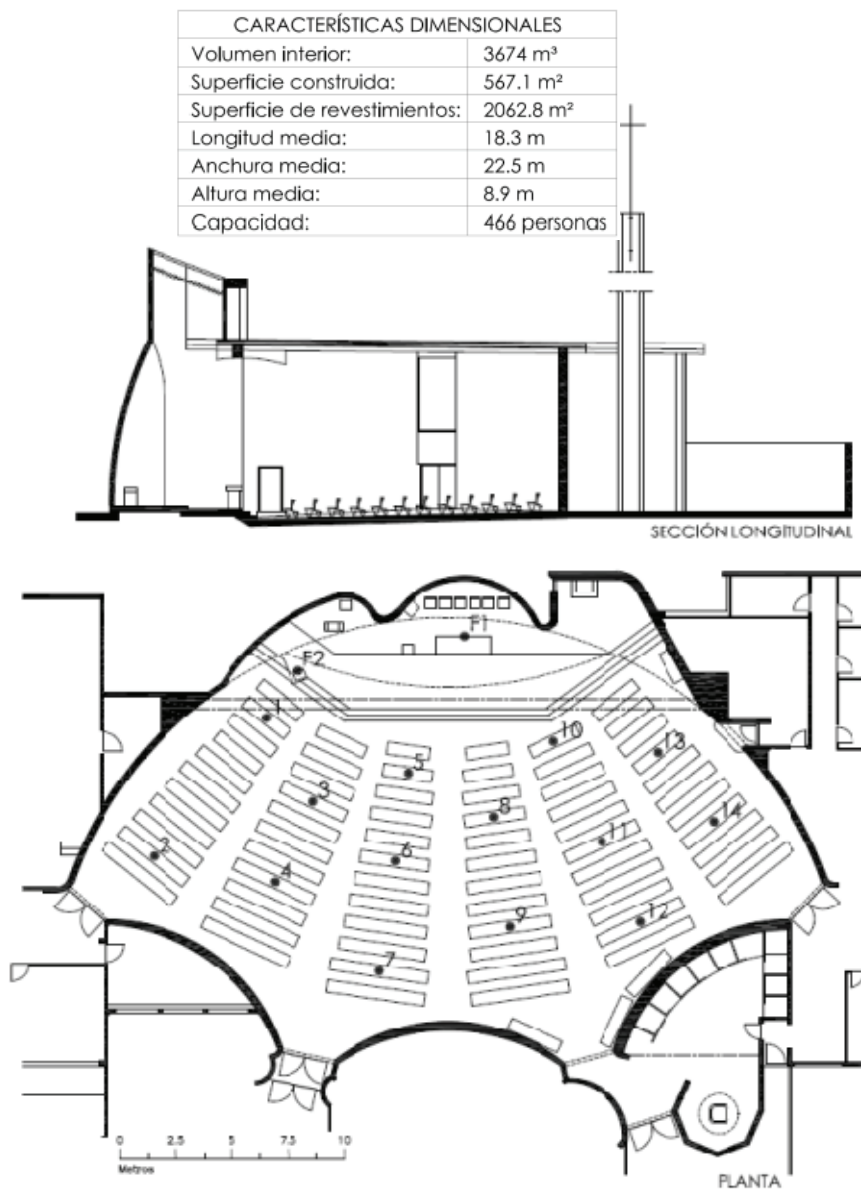 CARACTERÍSTICAS DIMENSIONALES
Volumen interior: 3674 m³
Superficie construida: 567.1 m²
Superficie de revestimientos: 2062.8 m²
Longitud media: 18.3 m
Anchura media: 22.5 m
Altura media: 8.9 m
Capacidad: 466 personas
SECCIÓN LONGITUDINAL
F1
F2
1
10
13
5
3
8
14
11
2
6
4
12
9
7
0 2.5 5 7.5 10
Metros
PLANTA